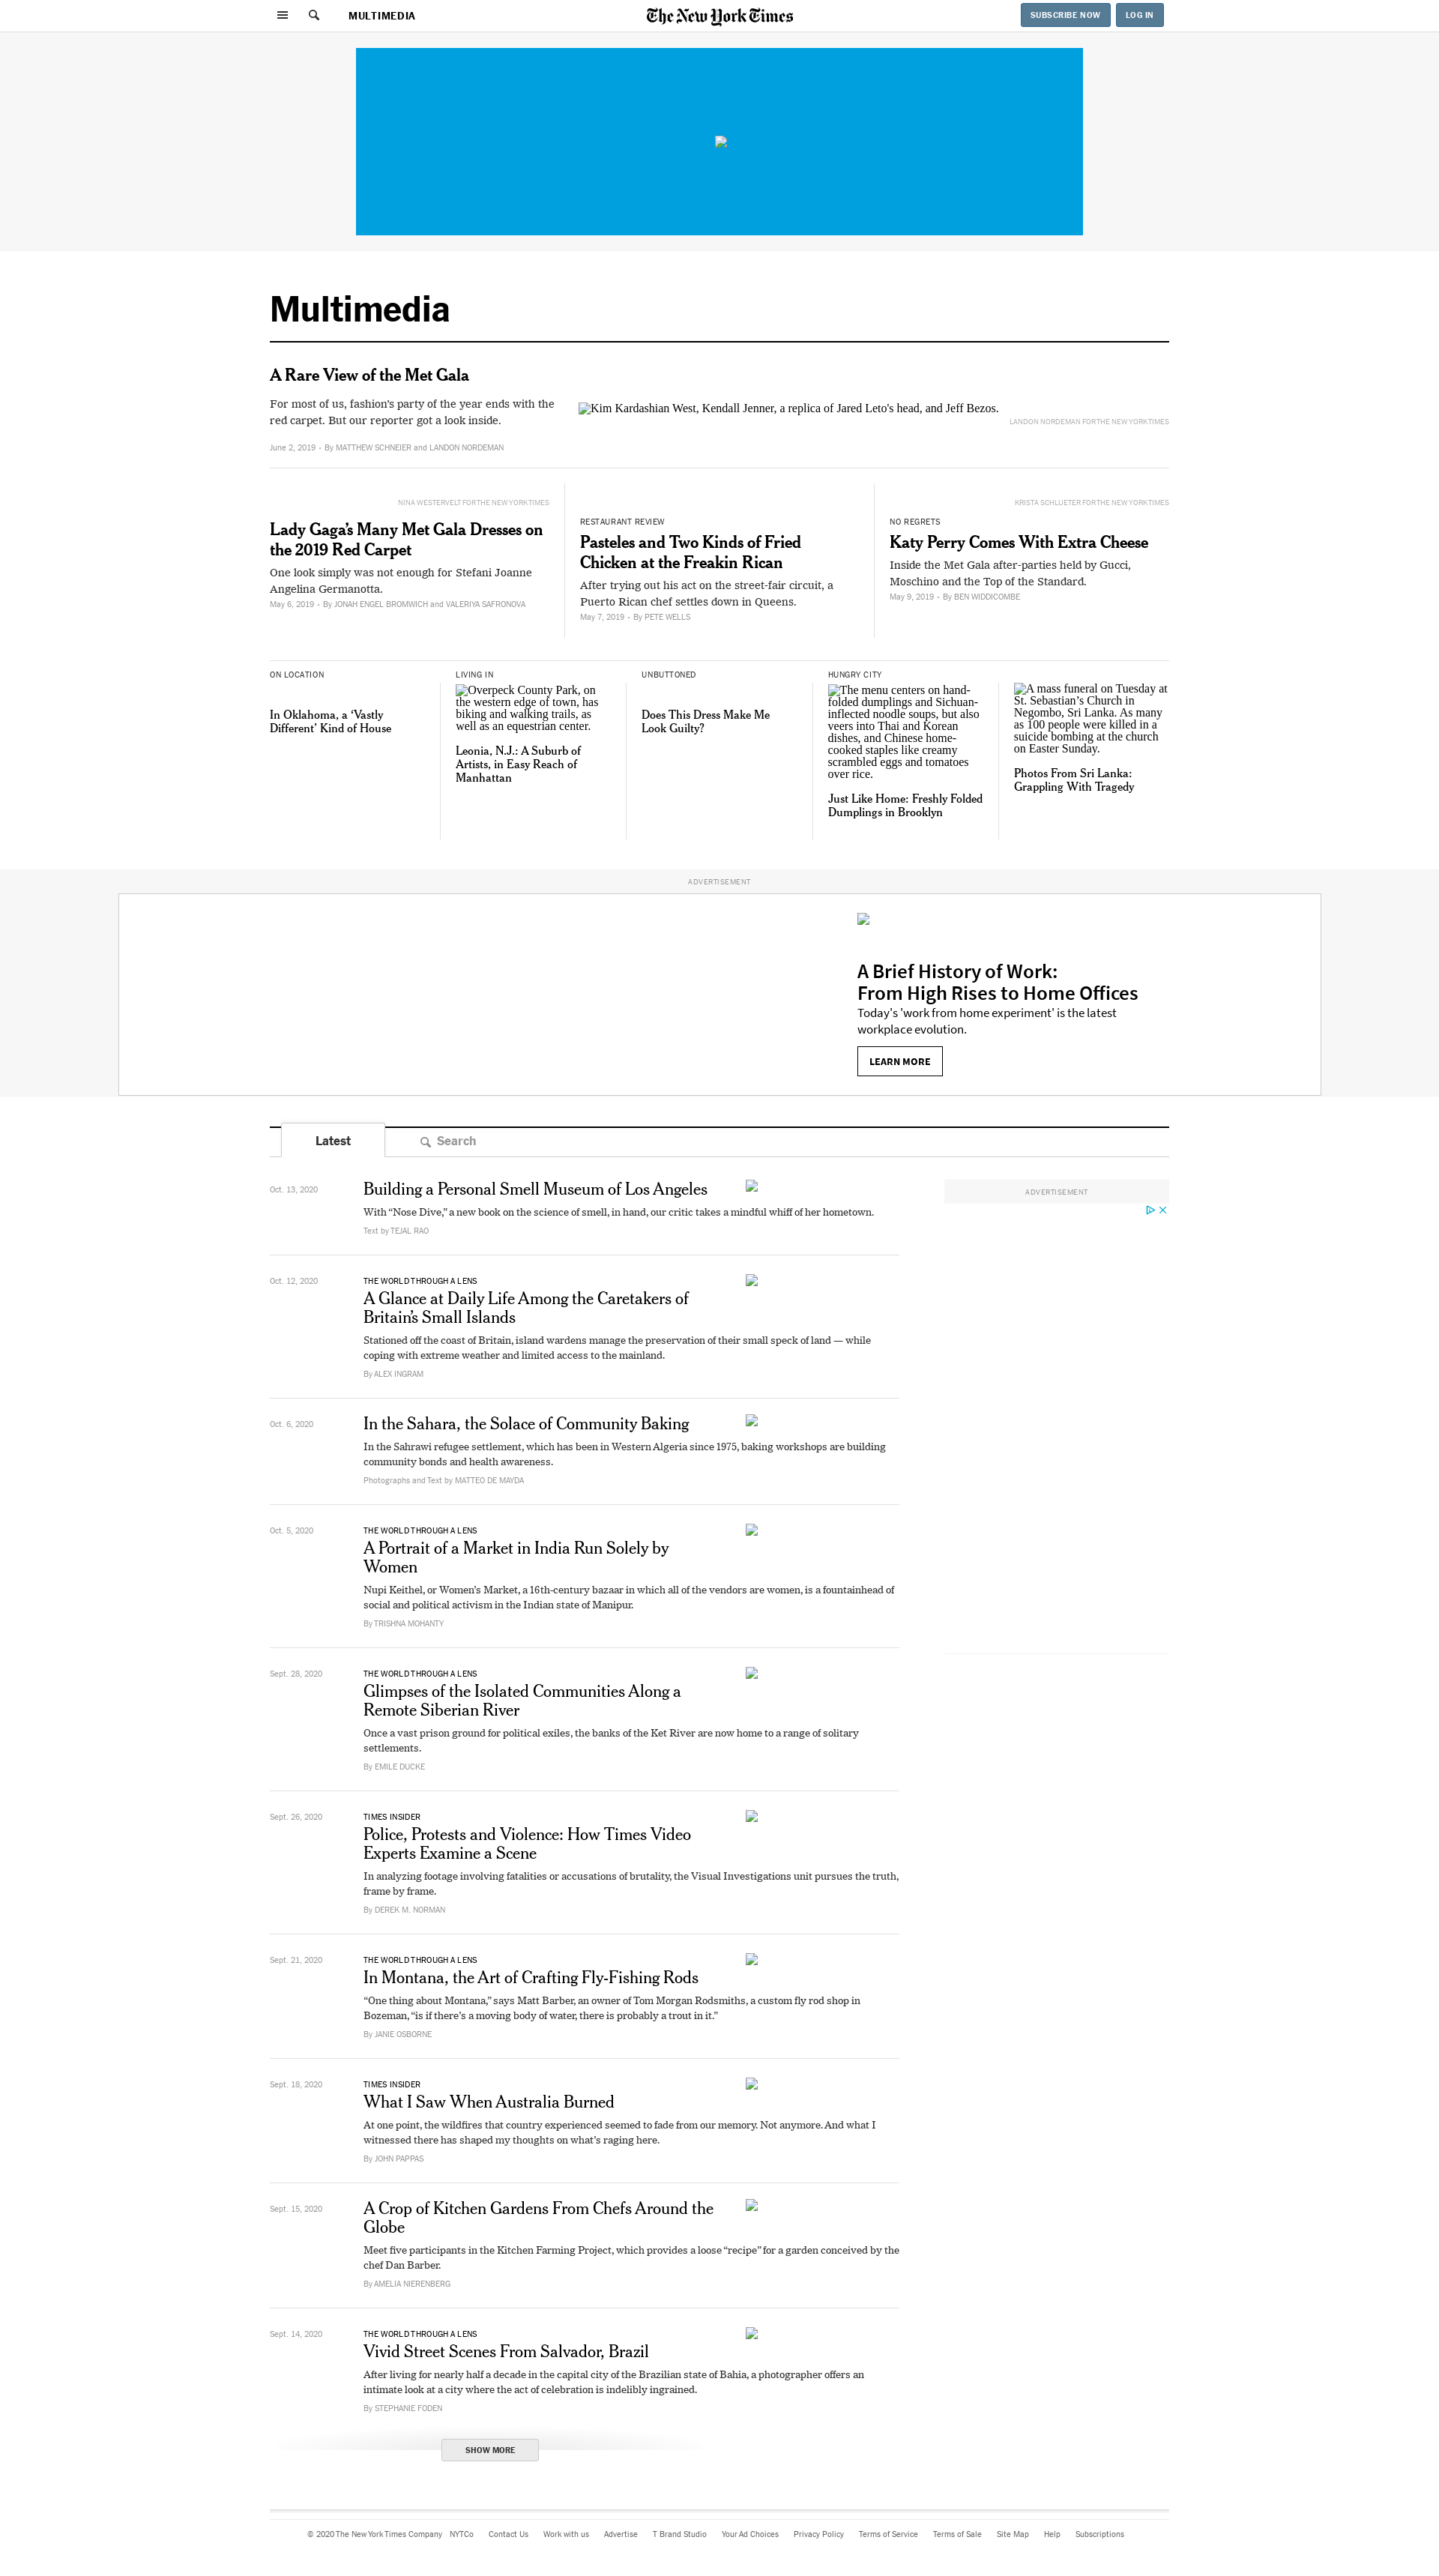 MULTIMEDIA
The New York Times
SUBSCRIBE NOW
LOG IN
Multimedia
A Rare View of the Met Gala
For most of us, fashion's party of the year ends with the
red carpet. But our reporter got a look inside.
June 2, 2019 • By MATTHEW SCHNEIER and LANDON NORDEMAN
Kim Kardashian West, Kendall Jenner, a replica of Jared Leto's head, and Jeff Bezos.
LANDON NORDEMAN FOR THE NEW YORK TIMES
NINA WESTERVELT FOR THE NEW YORK TIMES
Lady Gaga’s Many Met Gala Dresses on
the 2019 Red Carpet
One look simply was not enough for Stefani Joanne
Angelina Germanotta.
May 6, 2019 • By JONAH ENGEL BROMWICH and VALERIYA SAFRONOVA
RESTAURANT REVIEW
Pasteles and Two Kinds of Fried
Chicken at the Freakin Rican
After trying out his act on the street-fair circuit, a
Puerto Rican chef settles down in Queens.
May 7, 2019 • By PETE WELLS
KRISTA SCHLUETER FOR THE NEW YORK TIMES
NO REGRETS
Katy Perry Comes With Extra Cheese
Inside the Met Gala after-parties held by Gucci,
Moschino and the Top of the Standard.
May 9, 2019 • By BEN WIDDICOMBE
ON LOCATION
In Oklahoma, a ‘Vastly
Different’ Kind of House
LIVING IN
Overpeck County Park, on
the western edge of town, has
biking and walking trails, as
well as an equestrian center.
Leonia, N.J.: A Suburb of
Artists, in Easy Reach of
Manhattan
UNBUTTONED
Does This Dress Make Me
Look Guilty?
HUNGRY CITY
The menu centers on hand-
folded dumplings and Sichuan-
inflected noodle soups, but also
veers into Thai and Korean
dishes, and Chinese home-
cooked staples like creamy
scrambled eggs and tomatoes
over rice.
Just Like Home: Freshly Folded
Dumplings in Brooklyn
A mass funeral on Tuesday at
St. Sebastian’s Church in
Negombo, Sri Lanka. As many
as 100 people were killed in a
suicide bombing at the church
on Easter Sunday.
Photos From Sri Lanka:
Grappling With Tragedy
ADVERTISEMENT
A Brief History of Work:
From High Rises to Home Offices
Today's 'work from home experiment' is the latest
workplace evolution.
LEARN MORE
Latest
Search
Oct. 13, 2020
Building a Personal Smell Museum of Los Angeles
With “Nose Dive,” a new book on the science of smell, in hand, our critic takes a mindful whiff of her hometown.
Text by TEJAL RAO
ADVERTISEMENT
Oct. 12, 2020
THE WORLD THROUGH A LENS
A Glance at Daily Life Among the Caretakers of
Britain’s Small Islands
Stationed off the coast of Britain, island wardens manage the preservation of their small speck of land — while
coping with extreme weather and limited access to the mainland.
By ALEX INGRAM
Oct. 6, 2020
In the Sahara, the Solace of Community Baking
In the Sahrawi refugee settlement, which has been in Western Algeria since 1975, baking workshops are building
community bonds and health awareness.
Photographs and Text by MATTEO DE MAYDA
Oct. 5, 2020
THE WORLD THROUGH A LENS
A Portrait of a Market in India Run Solely by
Women
Nupi Keithel, or Women’s Market, a 16th-century bazaar in which all of the vendors are women, is a fountainhead of
social and political activism in the Indian state of Manipur.
By TRISHNA MOHANTY
Sept. 28, 2020
THE WORLD THROUGH A LENS
Glimpses of the Isolated Communities Along a
Remote Siberian River
Once a vast prison ground for political exiles, the banks of the Ket River are now home to a range of solitary
settlements.
By EMILE DUCKE
Sept. 26, 2020
TIMES INSIDER
Police, Protests and Violence: How Times Video
Experts Examine a Scene
In analyzing footage involving fatalities or accusations of brutality, the Visual Investigations unit pursues the truth,
frame by frame.
By DEREK M. NORMAN
Sept. 21, 2020
THE WORLD THROUGH A LENS
In Montana, the Art of Crafting Fly-Fishing Rods
“One thing about Montana,” says Matt Barber, an owner of Tom Morgan Rodsmiths, a custom fly rod shop in
Bozeman, “is if there’s a moving body of water, there is probably a trout in it.”
By JANIE OSBORNE
Sept. 18, 2020
TIMES INSIDER
What I Saw When Australia Burned
At one point, the wildfires that country experienced seemed to fade from our memory. Not anymore. And what I
witnessed there has shaped my thoughts on what’s raging here.
By JOHN PAPPAS
Sept. 15, 2020
A Crop of Kitchen Gardens From Chefs Around the
Globe
Meet five participants in the Kitchen Farming Project, which provides a loose “recipe” for a garden conceived by the
chef Dan Barber.
By AMELIA NIERENBERG
Sept. 14, 2020
THE WORLD THROUGH A LENS
Vivid Street Scenes From Salvador, Brazil
After living for nearly half a decade in the capital city of the Brazilian state of Bahia, a photographer offers an
intimate look at a city where the act of celebration is indelibly ingrained.
By STEPHANIE FODEN
SHOW MORE
© 2020 The New York Times Company NYTCo Contact Us Work with us Advertise T Brand Studio Your Ad Choices Privacy Policy Terms of Service Terms of Sale Site Map Help Subscriptions